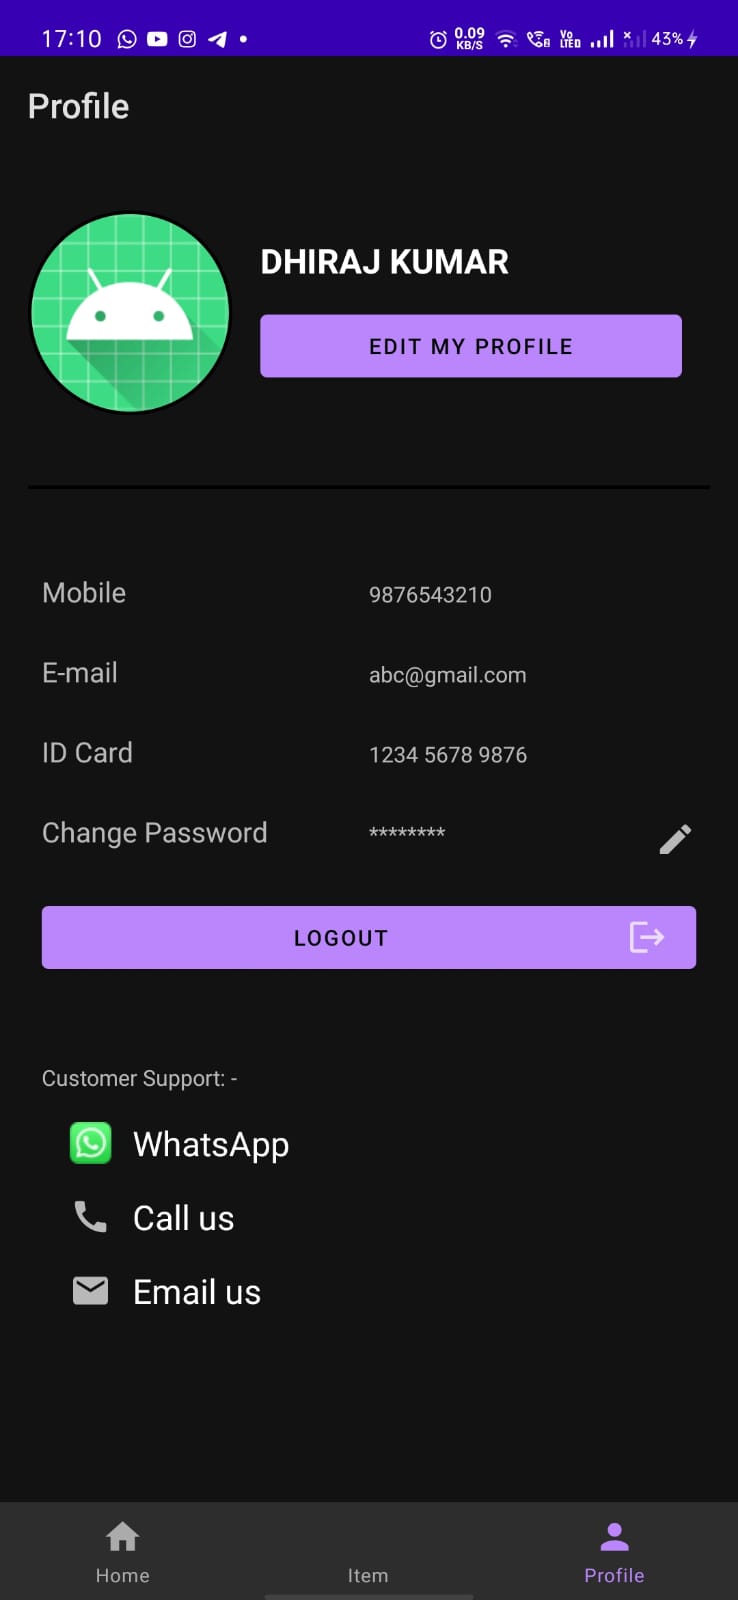 17:10 0.09 KB/S Vo LTED 43%
Profile
DHIRAJ KUMAR
EDIT MY PROFILE
Mobile 9876543210
E-mail abc@gmail.com
ID Card 1234 5678 9876
Change Password ********
LOGOUT
Customer Support: -
WhatsApp
Call us
Email us
Home Item Profile